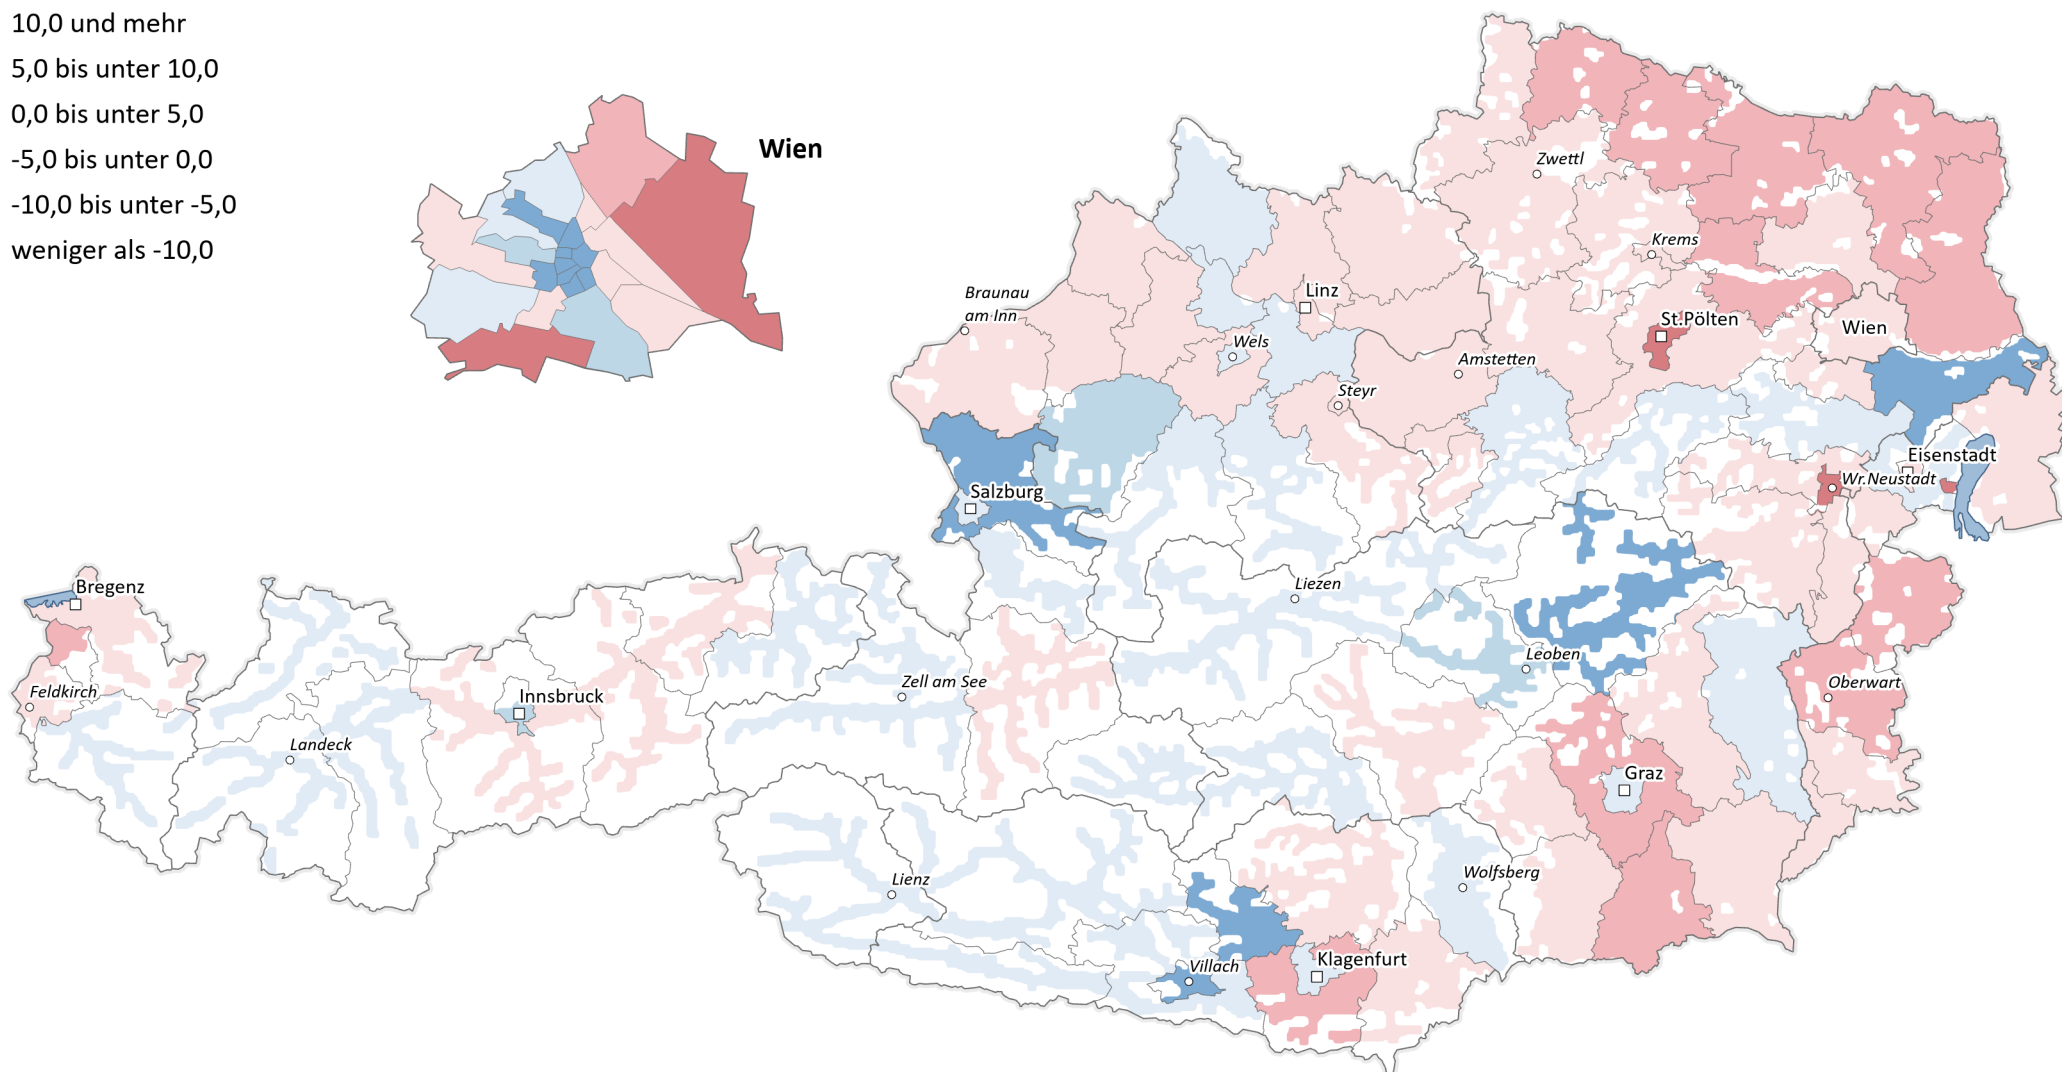 10,0 und mehr
5,0 bis unter 10,0
0,0 bis unter 5,0
-5,0 bis unter 0,0
-10,0 bis unter -5,0
weniger als -10,0
Wien
Zwettl
Krems
Braunau
am Inn
Linz
St.Pölten
Wien
Wels
Amstetten
Steyr
Eisenstadt
Salzburg
Wr.Neustadt
Bregenz
Liezen
Leoben
Feldkirch
Innsbruck
Zell am See
Oberwart
Landeck
Graz
Lienz
Wolfsberg
Villach
Klagenfurt